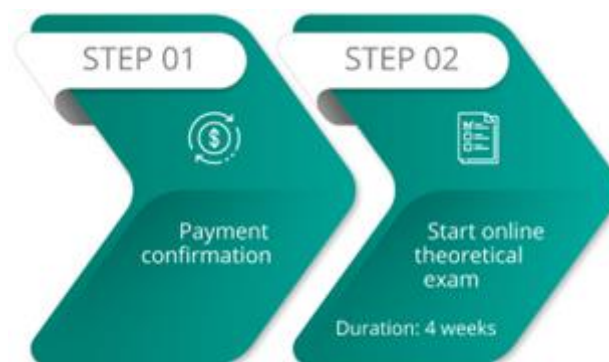 STEP 01
Payment
confirmation
STEP 02
Start online
theoretical
exam
Duration: 4 weeks